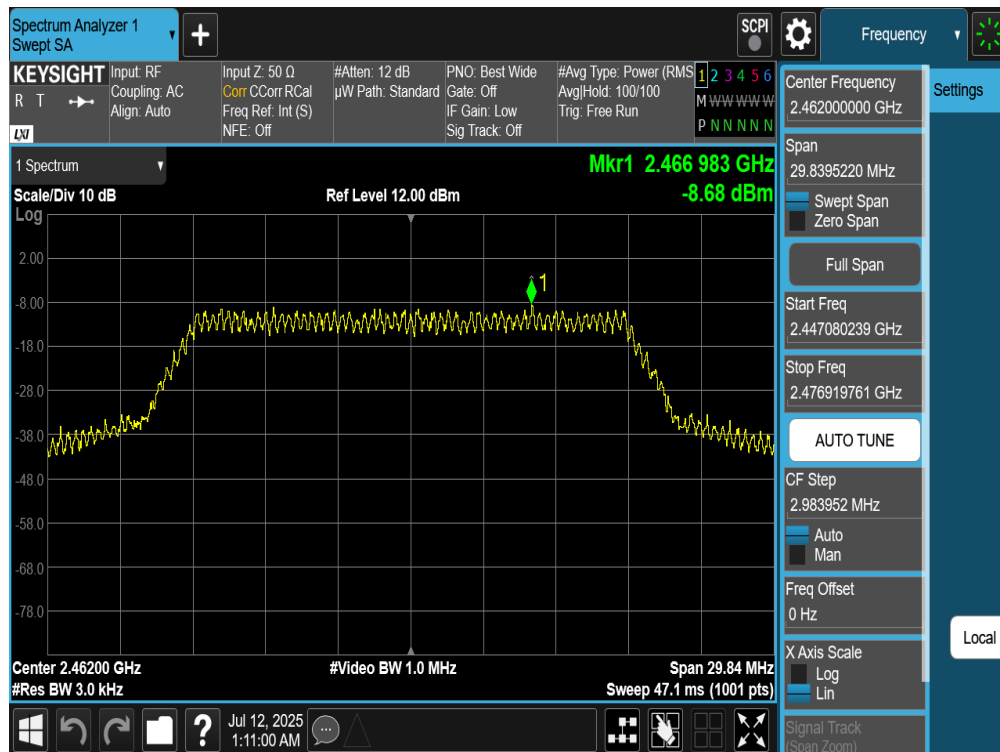 Spectrum Analyzer 1
Swept SA
+
SCPI
Frequency
KEYSIGHT
R T
LXI
Input: RF
Coupling: AC
Align: Auto
Input Z: 50 Ω
Corr CCorr RCal
Freq Ref: Int (S)
NFE: Off
#Atten: 12 dB
µW Path: Standard
PNO: Best Wide
Gate: Off
IF Gain: Low
Sig Track: Off
#Avg Type: Power (RMS
Avg|Hold: 100/100
Trig: Free Run
1 2 3 4 5 6
M W W W W W
P N N N N N
1 Spectrum
Scale/Div 10 dB
Log
Ref Level 12.00 dBm
Mkr1 2.466 983 GHz
-8.68 dBm
1
2.00
-8.00
-18.0
-28.0
-38.0
-48.0
-58.0
-68.0
-78.0
Center 2.46200 GHz
#Video BW 1.0 MHz
Span 29.84 MHz
#Res BW 3.0 kHz
Sweep 47.1 ms (1001 pts)
Center Frequency
2.462000000 GHz
Span
29.8395220 MHz
Swept Span
Zero Span
Full Span
Start Freq
2.447080239 GHz
Stop Freq
2.476919761 GHz
AUTO TUNE
CF Step
2.983952 MHz
Auto
Man
Freq Offset
0 Hz
X Axis Scale
Log
Lin
Signal Track
(Span Zoom)
Settings
Local
?
Jul 12, 2025
1:11:00 AM